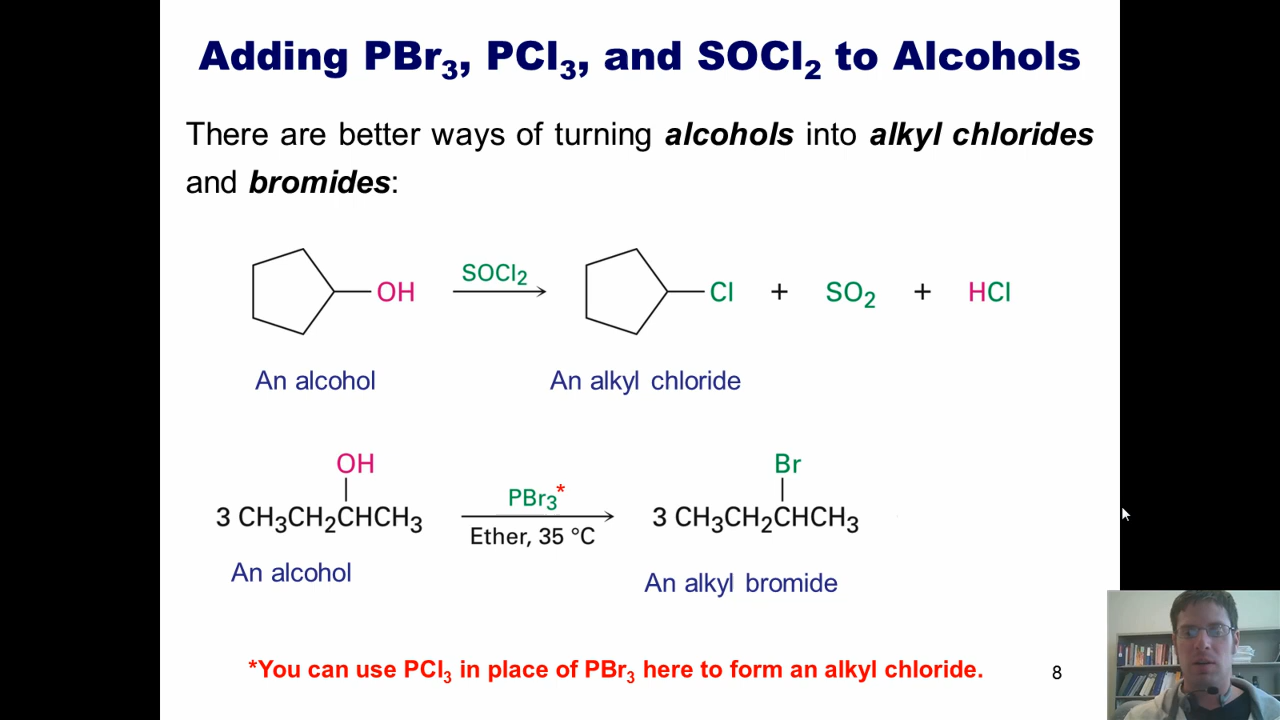 Adding PBr₃, PCl₃, and SOCl₂ to Alcohols
There are better ways of turning alcohols into alkyl chlorides
and bromides:
OH
SOCl₂
Cl + SO₂ + HCl
An alcohol
An alkyl chloride
OH
Br
3 CH₃CH₂CHCH₃
PBr₃*
Ether, 35 °C
3 CH₃CH₂CHCH₃
An alcohol
An alkyl bromide
*You can use PCl₃ in place of PBr₃ here to form an alkyl chloride.
8